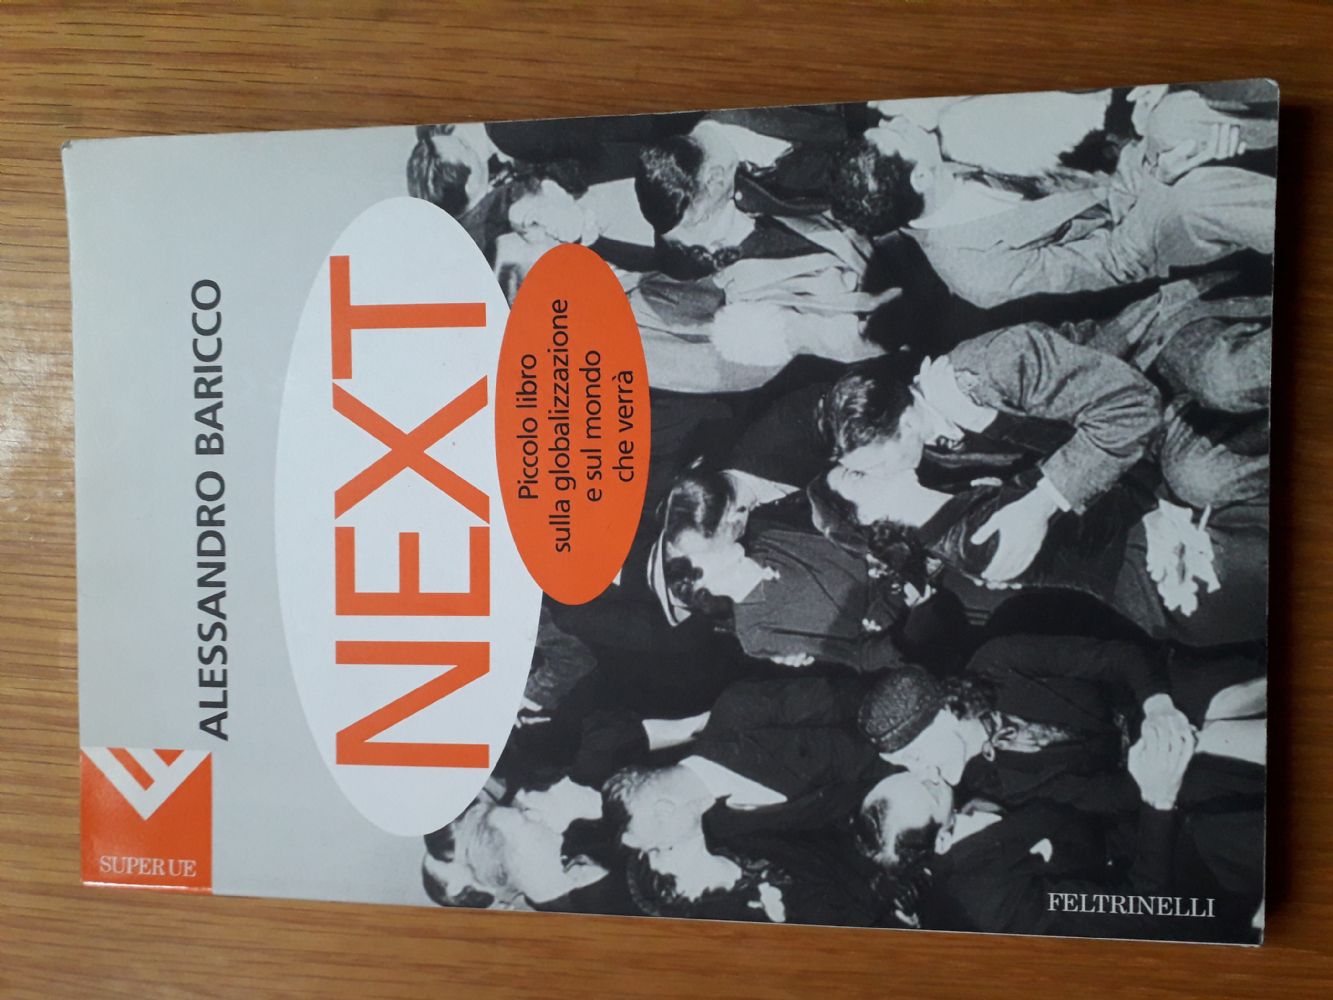 SUPER UE
ALESSANDRO BARICCO
NEXT
Piccolo libro
sulla globalizzazione
e sul mondo
che verrà
FELTRINELLI